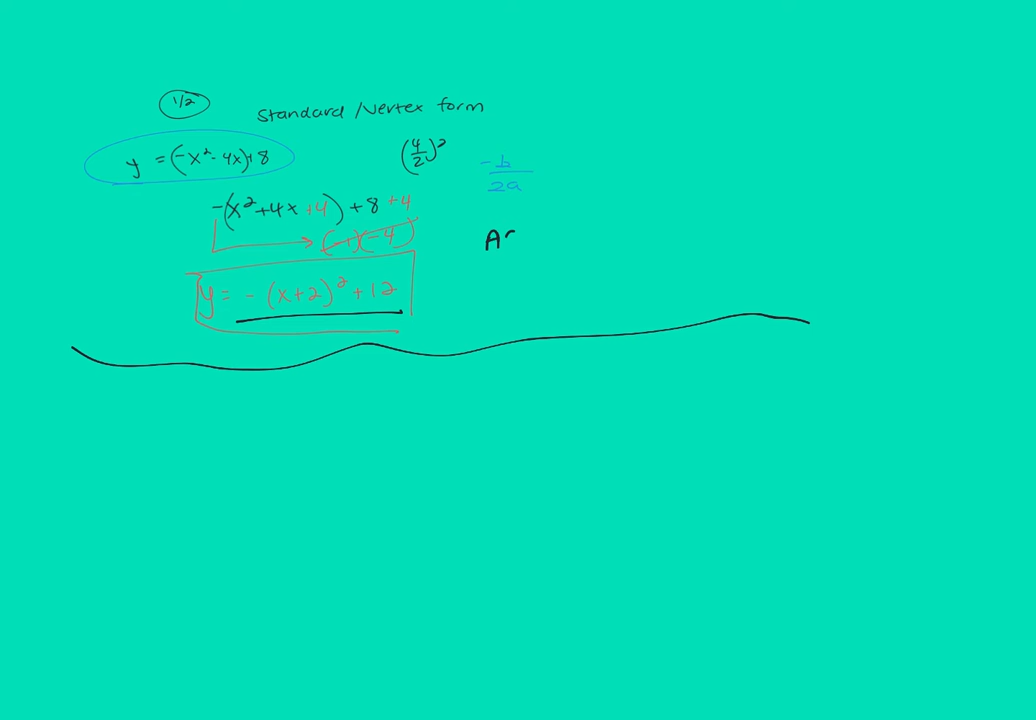 1/2
Standard / Vertex form
y = (-x² - 4x) + 8
(4/2)²
-b/2a
-(x² + 4x + 4) + 8 + 4
(-1)(-4)
A
y = -(x+2)² + 12